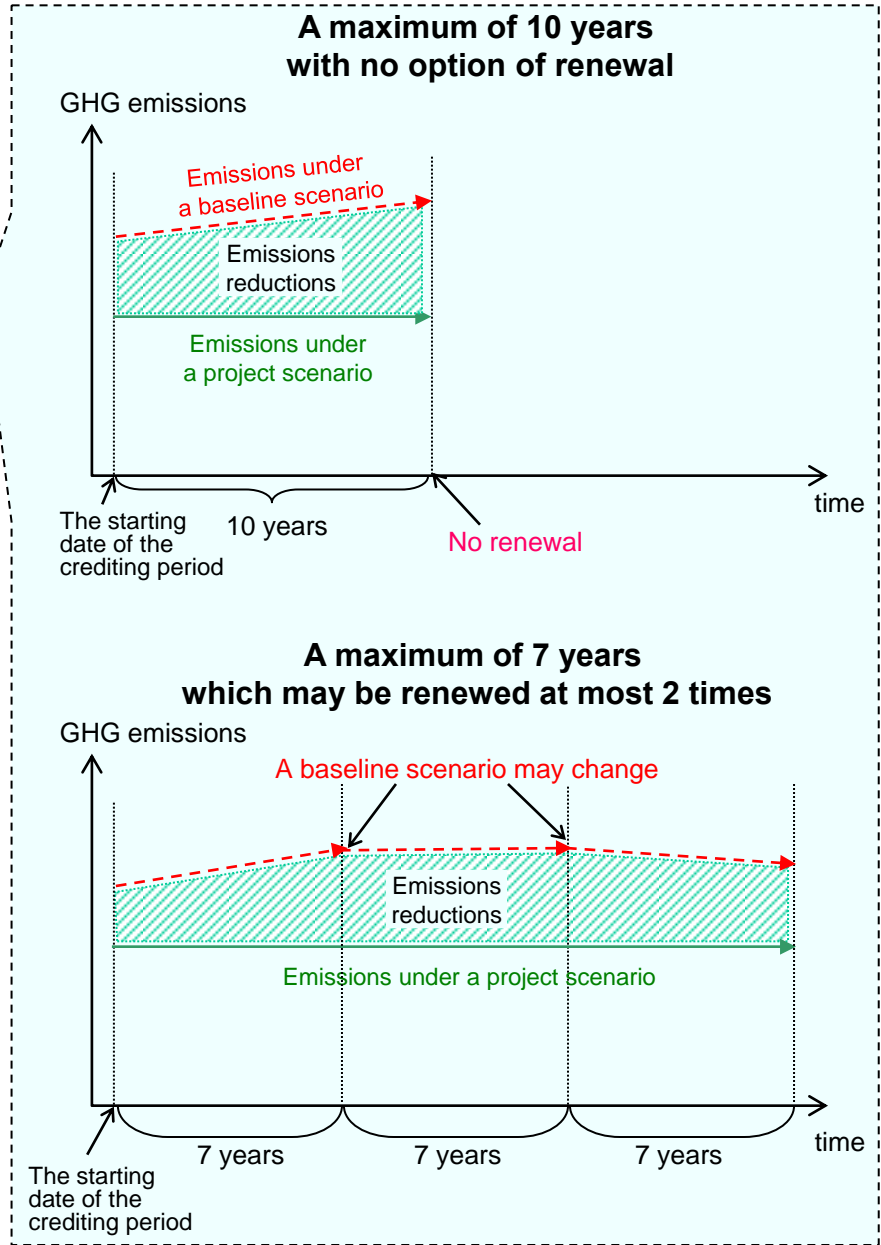 A maximum of 10 years
with no option of renewal
GHG emissions
Emissions under
a baseline scenario
Emissions
reductions
Emissions under
a project scenario
time
The starting
date of the
crediting period
10 years
No renewal
A maximum of 7 years
which may be renewed at most 2 times
GHG emissions
A baseline scenario may change
Emissions
reductions
Emissions under a project scenario
time
7 years
7 years
7 years
The starting
date of the
crediting period